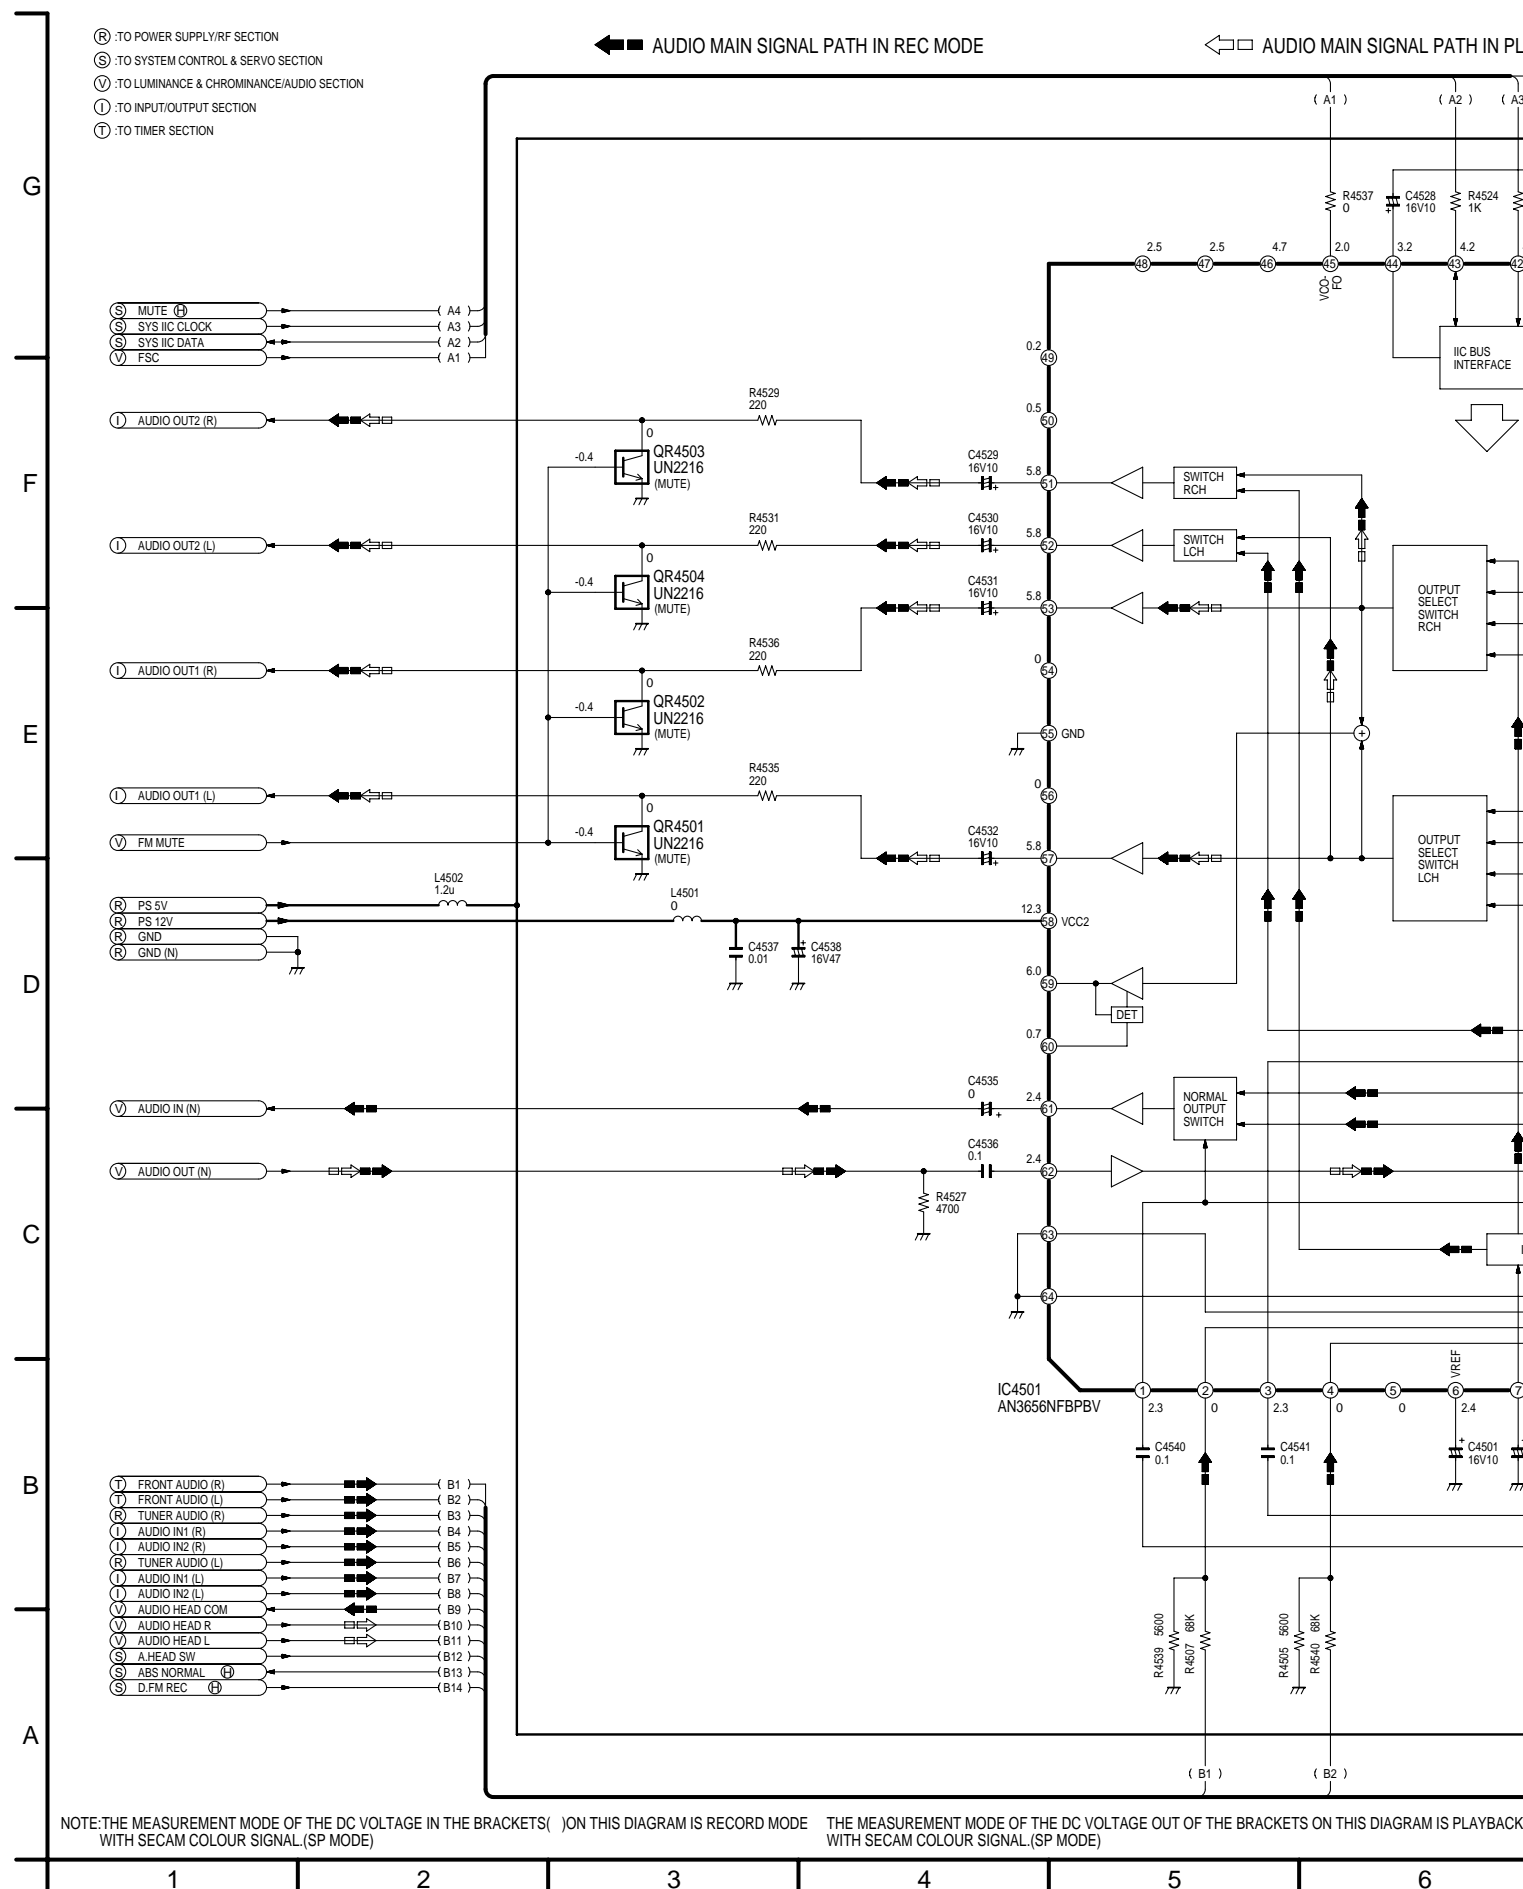 Ⓡ :TO POWER SUPPLY/RF SECTION
Ⓢ :TO SYSTEM CONTROL & SERVO SECTION
Ⓥ :TO LUMINANCE & CHROMINANCE/AUDIO SECTION
Ⓘ :TO INPUT/OUTPUT SECTION
Ⓣ :TO TIMER SECTION
AUDIO MAIN SIGNAL PATH IN REC MODE
AUDIO MAIN SIGNAL PATH IN PL
( A1 )
( A2 )
( A3
G
R4537
0
C4528
16V10
+
R4524
1K
2.5
2.5
4.7
2.0
3.2
4.2
48
47
46
45
44
43
42
VCO-
FO
Ⓢ MUTE Ⓗ
( A4 )
Ⓢ SYS IIC CLOCK
( A3 )
Ⓢ SYS IIC DATA
( A2 )
Ⓥ FSC
( A1 )
0.2
49
IIC BUS
INTERFACE
R4529
220
0.5
50
Ⓘ AUDIO OUT2 (R)
0
-0.4
QR4503
UN2216
(MUTE)
F
C4529
16V10
+
5.8
51
SWITCH
RCH
R4531
220
C4530
16V10
+
5.8
52
SWITCH
LCH
Ⓘ AUDIO OUT2 (L)
0
-0.4
QR4504
UN2216
(MUTE)
C4531
16V10
+
5.8
53
OUTPUT
SELECT
SWITCH
RCH
R4536
220
0
54
Ⓘ AUDIO OUT1 (R)
0
-0.4
QR4502
UN2216
(MUTE)
E
55 GND
+
R4535
220
0
56
Ⓘ AUDIO OUT1 (L)
0
Ⓥ FM MUTE
-0.4
QR4501
UN2216
(MUTE)
C4532
16V10
+
5.8
57
OUTPUT
SELECT
SWITCH
LCH
L4502
1.2u
L4501
0
Ⓡ PS 5V
Ⓡ PS 12V
Ⓡ GND
Ⓡ GND (N)
12.3
58 VCC2
C4537
0.01
+
C4538
16V47
D
6.0
59
DET
0.7
60
C4535
0
+
2.4
61
NORMAL
OUTPUT
SWITCH
Ⓥ AUDIO IN (N)
C4536
0.1
2.4
62
Ⓥ AUDIO OUT (N)
R4527
4700
C
63
64
IC4501
AN3656NFBPBV
VREF
1
2
3
4
5
6
7
2.3
0
2.3
0
0
2.4
C4540
0.1
C4541
0.1
+
C4501
16V10
B
Ⓣ FRONT AUDIO (R)
( B1 )
Ⓣ FRONT AUDIO (L)
( B2 )
Ⓡ TUNER AUDIO (R)
( B3 )
Ⓘ AUDIO IN1 (R)
( B4 )
Ⓘ AUDIO IN2 (R)
( B5 )
Ⓡ TUNER AUDIO (L)
( B6 )
Ⓘ AUDIO IN1 (L)
( B7 )
Ⓘ AUDIO IN2 (L)
( B8 )
Ⓥ AUDIO HEAD COM
( B9 )
Ⓥ AUDIO HEAD R
( B10 )
Ⓥ AUDIO HEAD L
( B11 )
Ⓢ A.HEAD SW
( B12 )
Ⓢ ABS NORMAL Ⓗ
( B13 )
Ⓢ D.FM REC Ⓗ
( B14 )
R4539 5600
R4507 68K
R4505 5600
R4540 68K
A
( B1 )
( B2 )
NOTE:THE MEASUREMENT MODE OF THE DC VOLTAGE IN THE BRACKETS( )ON THIS DIAGRAM IS RECORD MODE
WITH SECAM COLOUR SIGNAL.(SP MODE)
THE MEASUREMENT MODE OF THE DC VOLTAGE OUT OF THE BRACKETS ON THIS DIAGRAM IS PLAYBACK
WITH SECAM COLOUR SIGNAL.(SP MODE)
1
2
3
4
5
6